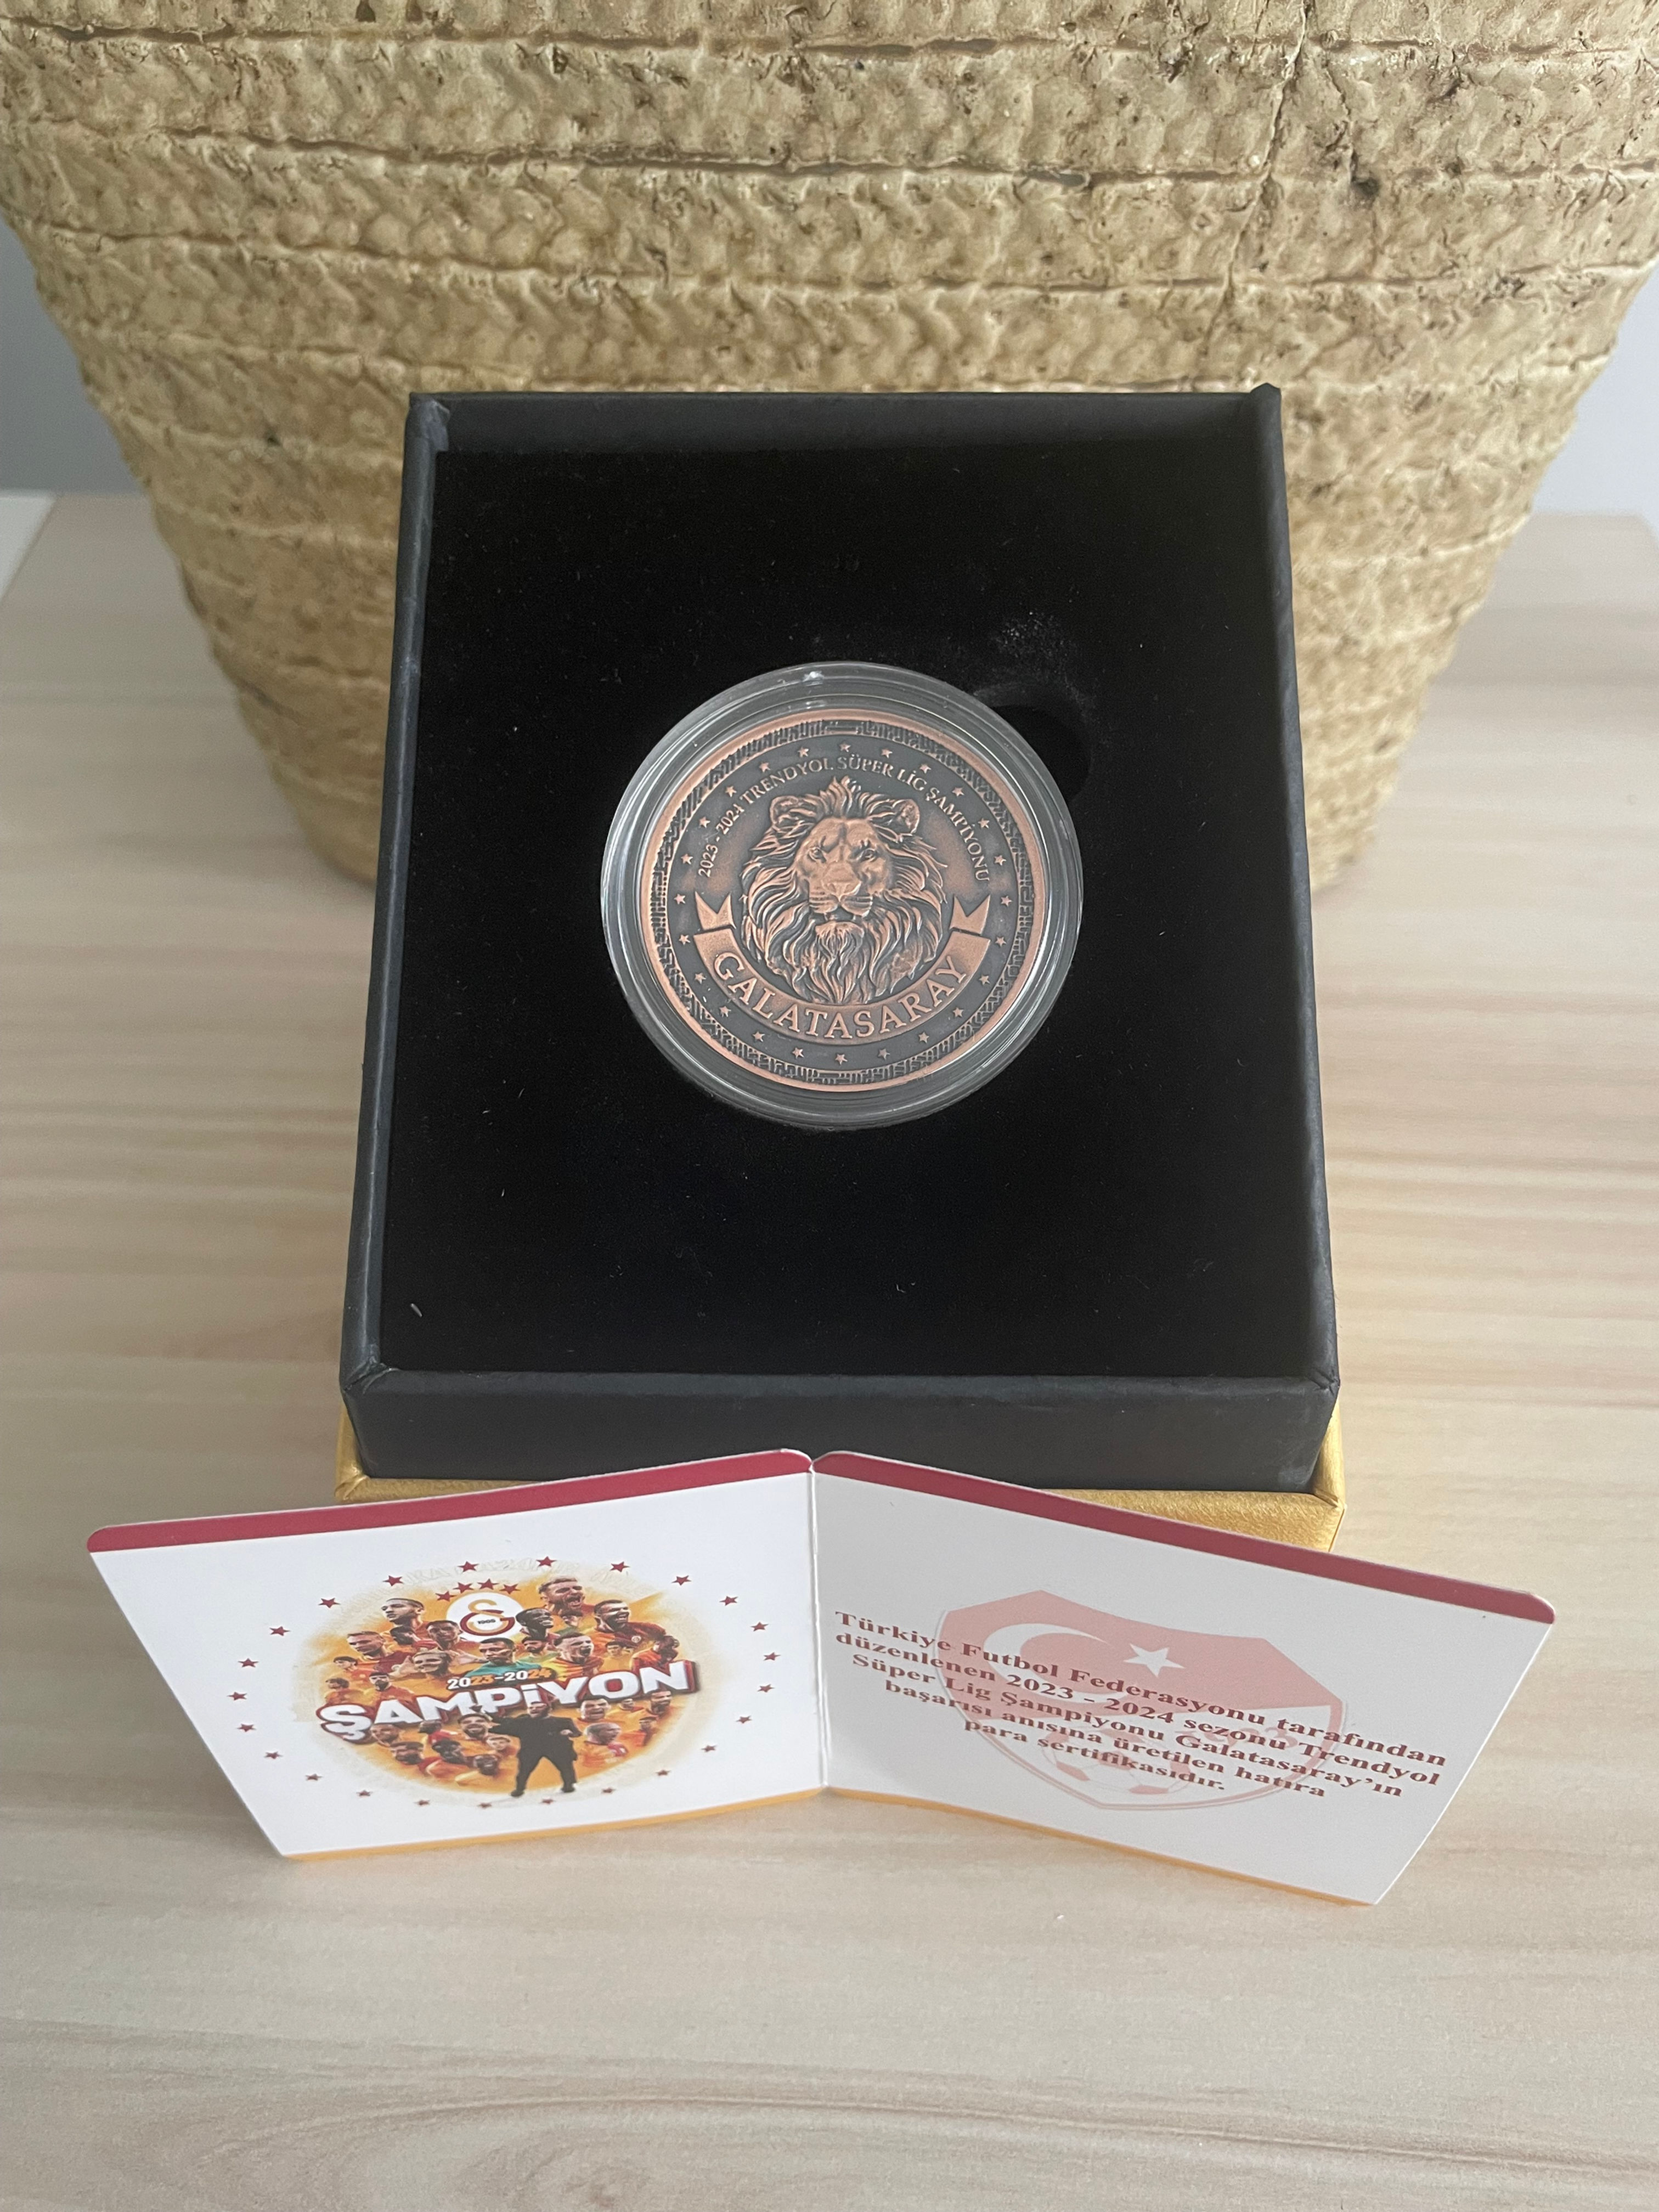 2023 - 2024 TRENDYOL SÜPER LİG ŞAMPİYONU
GALATASARAY
1905
2023-2024
ŞAMPİYON
Türkiye Futbol Federasyonu tarafından
düzenlenen 2023 - 2024 sezonu Trendyol
Süper Lig Şampiyonu Galatasaray'ın
başarısı anısına üretilen hatıra
para sertifikasıdır.